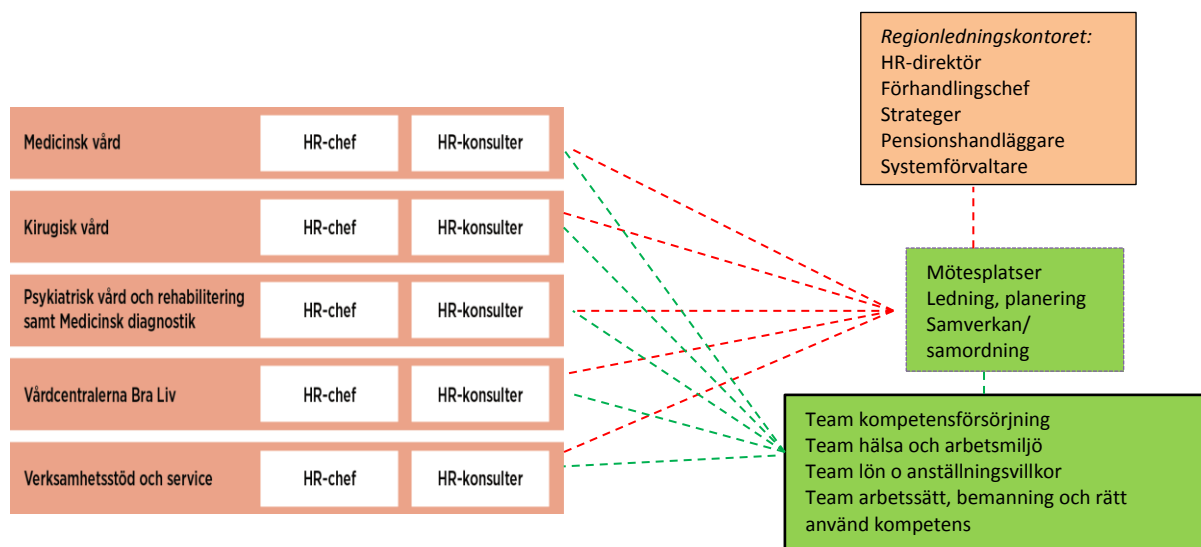 Medicinsk vård
HR-chef
HR-konsulter
Kirugisk vård
HR-chef
HR-konsulter
Psykiatrisk vård och rehabilitering
samt Medicinsk diagnostik
HR-chef
HR-konsulter
Vårdcentralerna Bra Liv
HR-chef
HR-konsulter
Verksamhetsstöd och service
HR-chef
HR-konsulter
Regionledningskontoret:
HR-direktör
Förhandlingschef
Strateger
Pensionshandläggare
Systemförvaltare
Mötesplatser
Ledning, planering
Samverkan/
samordning
Team kompetensförsörjning
Team hälsa och arbetsmiljö
Team lön o anställningsvillkor
Team arbetssätt, bemanning och rätt
använd kompetens